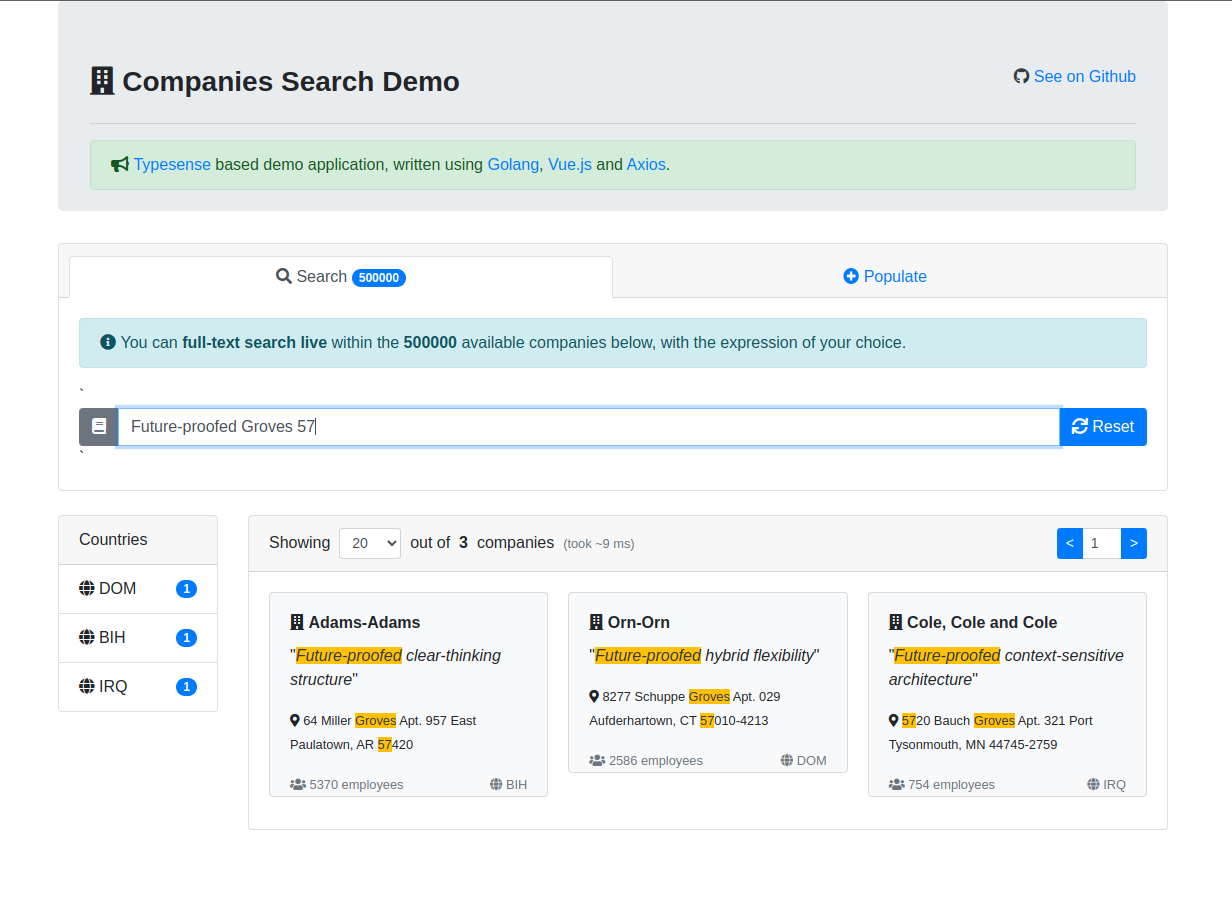 Companies Search Demo
See on Github
Typesense based demo application, written using Golang, Vue.js and Axios.
Search 500000
Populate
You can full-text search live within the 500000 available companies below, with the expression of your choice.
`
Future-proofed Groves 57
Reset
`
Countries
DOM 1
BIH 1
IRQ 1
Showing 20 out of 3 companies (took ~9 ms)
< 1 >
Adams-Adams
"Future-proofed clear-thinking
structure"
64 Miller Groves Apt. 957 East
Paulatown, AR 57420
5370 employees BIH
Orn-Orn
"Future-proofed hybrid flexibility"
8277 Schuppe Groves Apt. 029
Aufderhartown, CT 57010-4213
2586 employees DOM
Cole, Cole and Cole
"Future-proofed context-sensitive
architecture"
5720 Bauch Groves Apt. 321 Port
Tysonmouth, MN 44745-2759
754 employees IRQ